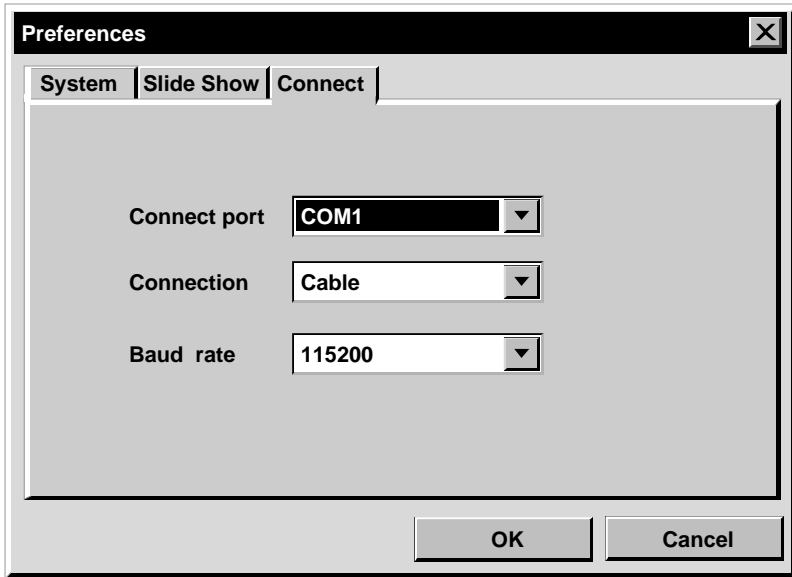 Preferences
System Slide Show Connect
Connect port COM1
Connection Cable
Baud rate 115200
OK Cancel